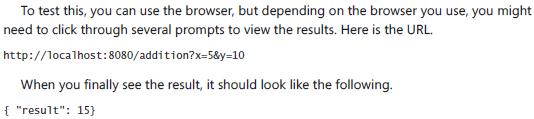 To test this, you can use the browser, but depending on the browser you use, you might
need to click through several prompts to view the results. Here is the URL.
http://localhost:8080/addition?x=5&y=10
When you finally see the result, it should look like the following.
{ "result": 15}